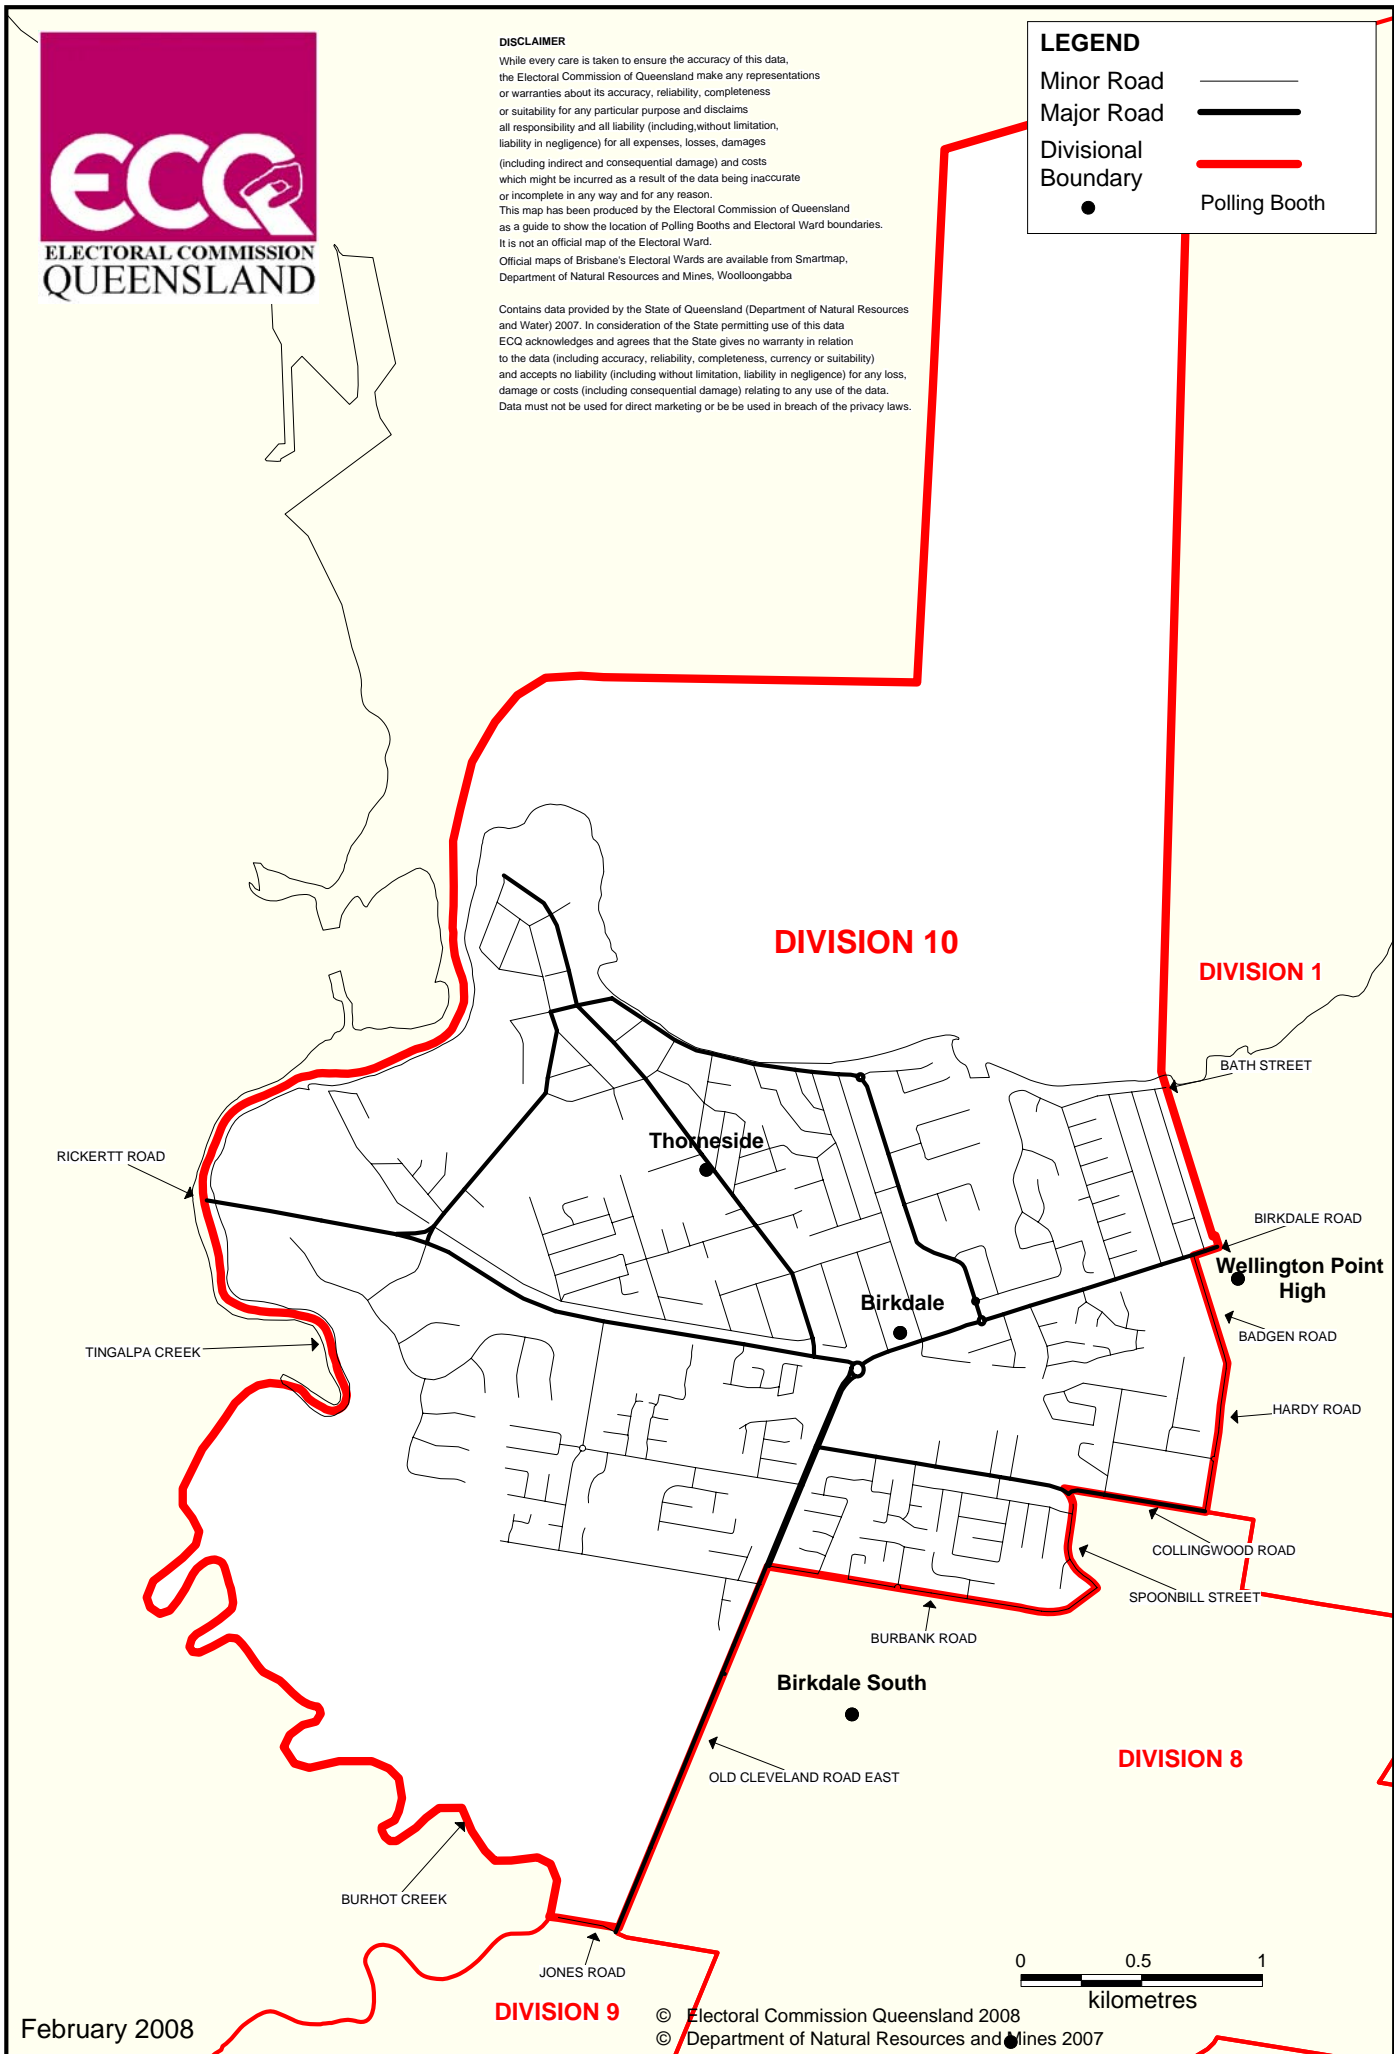 ECQ
ELECTORAL COMMISSION
QUEENSLAND
DISCLAIMER
While every care is taken to ensure the accuracy of this data,
the Electoral Commission of Queensland make any representations
or warranties about its accuracy, reliability, completeness
or suitability for any particular purpose and disclaims
all responsibility and all liability (including,without limitation,
liability in negligence) for all expenses, losses, damages
(including indirect and consequential damage) and costs
which might be incurred as a result of the data being inaccurate
or incomplete in any way and for any reason.
This map has been produced by the Electoral Commission of Queensland
as a guide to show the location of Polling Booths and Electoral Ward boundaries.
It is not an official map of the Electoral Ward.
Official maps of Brisbane's Electoral Wards are available from Smartmap,
Department of Natural Resources and Mines, Woolloongabba
Contains data provided by the State of Queensland (Department of Natural Resources
and Water) 2007. In consideration of the State permitting use of this data
ECQ acknowledges and agrees that the State gives no warranty in relation
to the data (including accuracy, reliability, completeness, currency or suitability)
and accepts no liability (including without limitation, liability in negligence) for any loss,
damage or costs (including consequential damage) relating to any use of the data.
Data must not be used for direct marketing or be be used in breach of the privacy laws.
LEGEND
Minor Road
Major Road
Divisional
Boundary
Polling Booth
DIVISION 10
DIVISION 1
BATH STREET
Thorneside
RICKERTT ROAD
BIRKDALE ROAD
Wellington Point
High
Birkdale
BADGEN ROAD
TINGALPA CREEK
HARDY ROAD
COLLINGWOOD ROAD
SPOONBILL STREET
BURBANK ROAD
Birkdale South
DIVISION 8
OLD CLEVELAND ROAD EAST
BURHOT CREEK
JONES ROAD
0 0.5 1
kilometres
DIVISION 9
© Electoral Commission Queensland 2008
© Department of Natural Resources and Mines 2007
February 2008